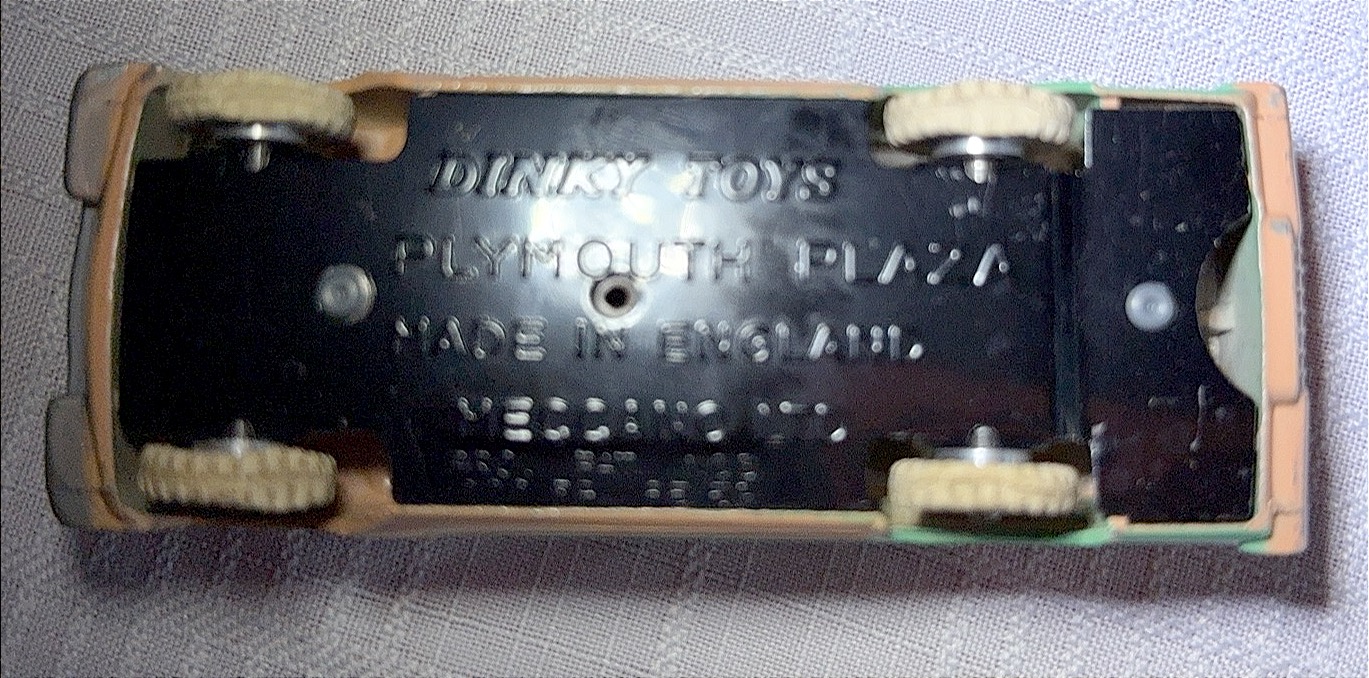 DINKY TOYS
PLYMOUTH PLAZA
MADE IN ENGLAND
MECCANO LTD